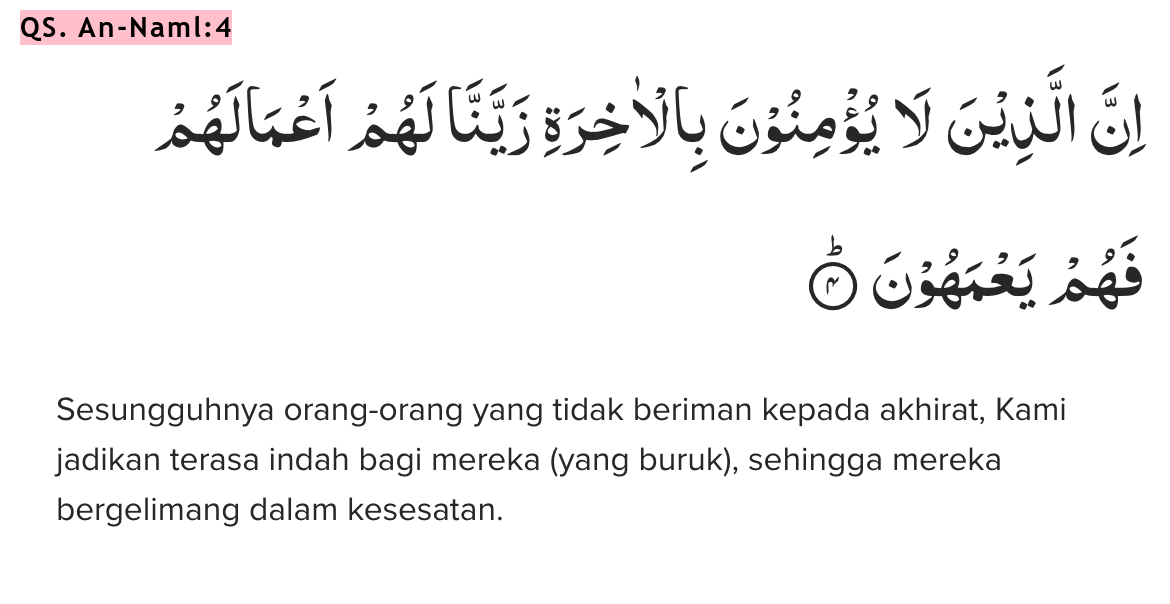 QS. An-Naml:4
اِنَّ الَّذِيْنَ لَا يُؤْمِنُوْنَ بِالْاٰخِرَةِ زَيَّنَّا لَهُمْ اَعْمَالَهُمْ
فَهُمْ يَعْمَهُوْنَ ۗ ۝٤
Sesungguhnya orang-orang yang tidak beriman kepada akhirat, Kami
jadikan terasa indah bagi mereka (yang buruk), sehingga mereka
bergelimang dalam kesesatan.